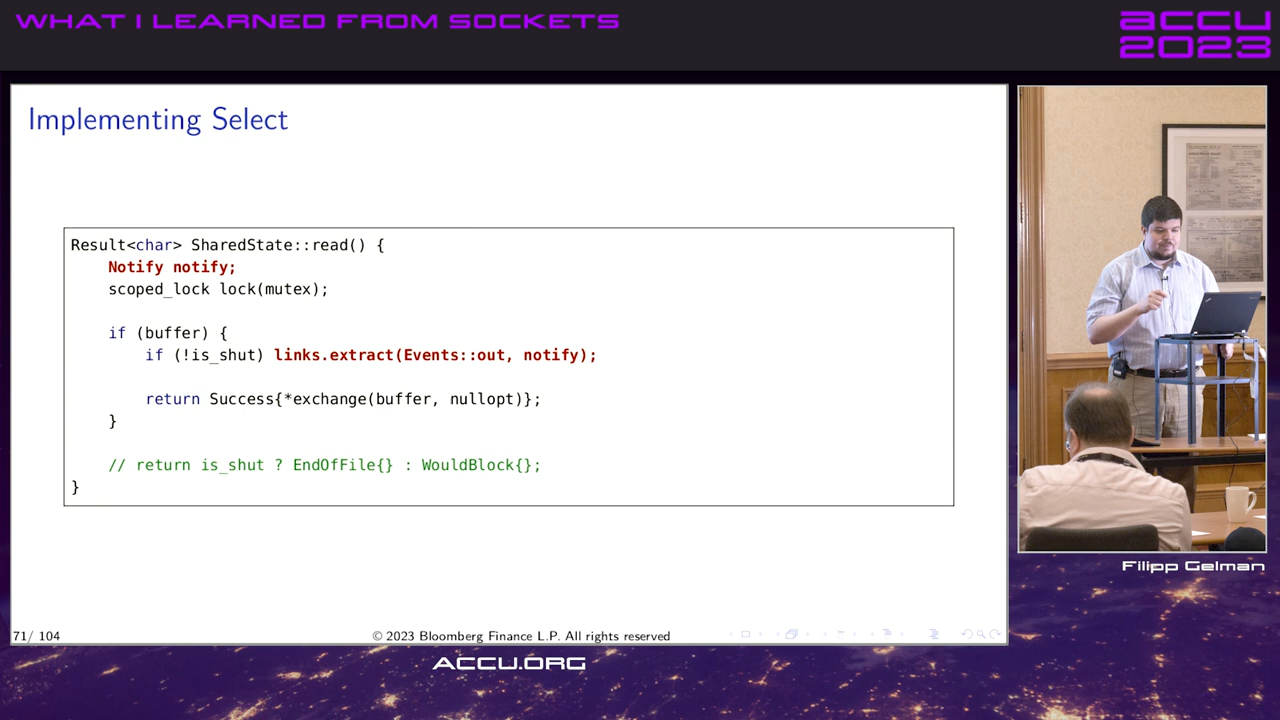 WHAT I LEARNED FROM SOCKETS
ACCU
2023
Implementing Select
Result<char> SharedState::read() {
    Notify notify;
    scoped_lock lock(mutex);
    if (buffer) {
        if (!is_shut) links.extract(Events::out, notify);
        return Success{*exchange(buffer, nullopt)};
    }
    // return is_shut ? EndOfFile{} : WouldBlock{};
}
Filipp Gelman
71/ 104
© 2023 Bloomberg Finance L.P. All rights reserved
ACCU.ORG